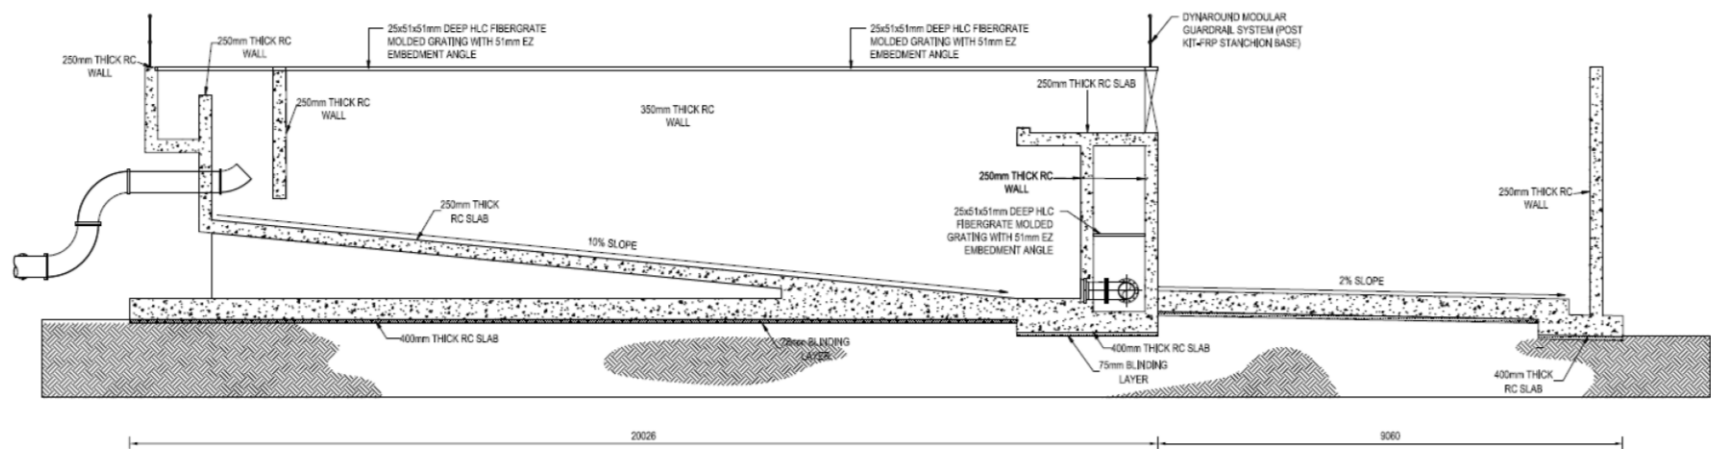 25x51x51mm DEEP HLC FIBERGRATE
MOLDED GRATING WITH 51mm EZ
EMBEDMENT ANGLE
25x51x51mm DEEP HLC FIBERGRATE
MOLDED GRATING WITH 51mm EZ
EMBEDMENT ANGLE
DYNAROUND MODULAR
GUARDRAIL SYSTEM (POST
KIT-FRP STANCHION BASE)
250mm THICK RC
WALL
250mm THICK RC
WALL
250mm THICK RC
WALL
350mm THICK RC
WALL
250mm THICK RC SLAB
250mm THICK RC
WALL
250mm THICK RC
WALL
250mm THICK
RC SLAB
25x51x51mm DEEP HLC
FIBERGRATE MOLDED
GRATING WITH 51mm EZ
EMBEDMENT ANGLE
10% SLOPE
2% SLOPE
400mm THICK RC SLAB
75mm BLINDING
LAYER
400mm THICK RC SLAB
75mm BLINDING
LAYER
400mm THICK
RC SLAB
20026
9060